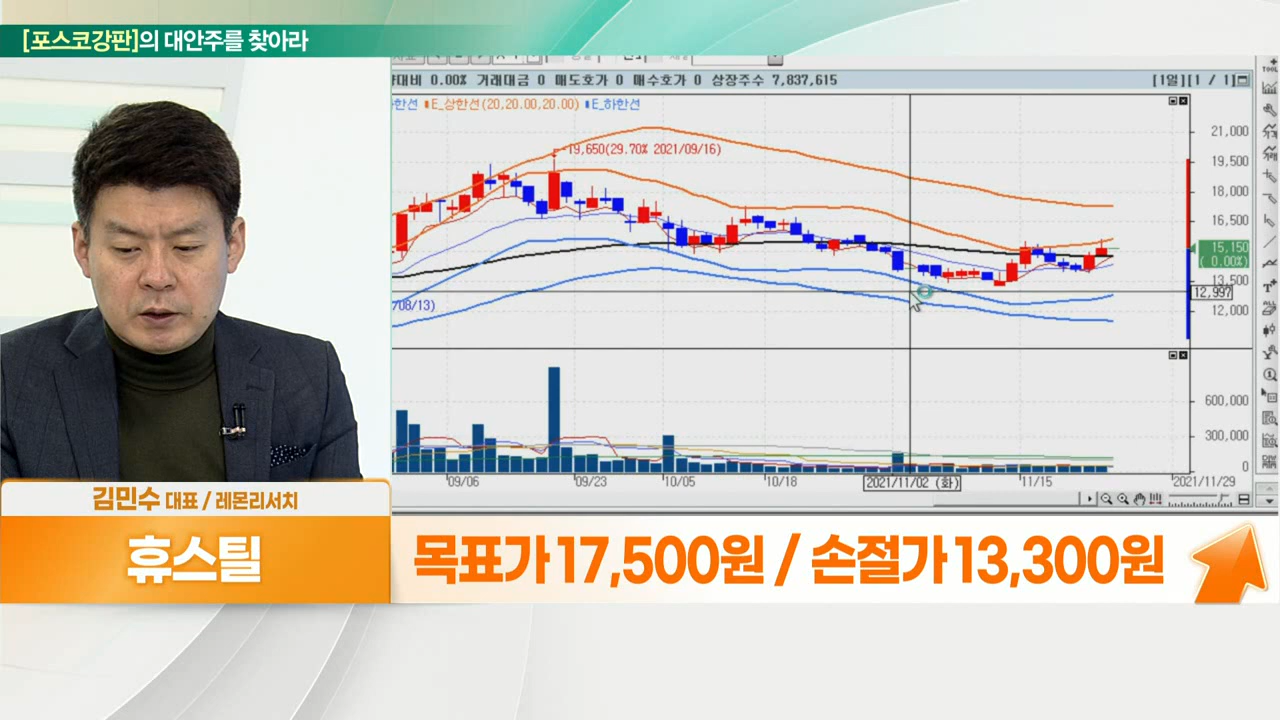 [포스코강판]의 대안주를 찾아라
대비 0.00% 거래대금 0 매도호가 0 매수호가 0 상장주수 7,837,615
[1일][1 / 1]
하한선 E_상한선(20,20.00,20.00) E_하한선
19,650(29.70% 2021/09/16)
21,000
19,500
18,000
16,500
15,150
( 0.00%)
13,500
12,997
12,000
/08/13)
600,000
300,000
0
09/06 09/23 10/05 10/18 2021/11/02 (화) 11/15 2021/11/29
TOOL
김민수 대표 / 레몬리서치
휴스틸
목표가 17,500원 / 손절가 13,300원